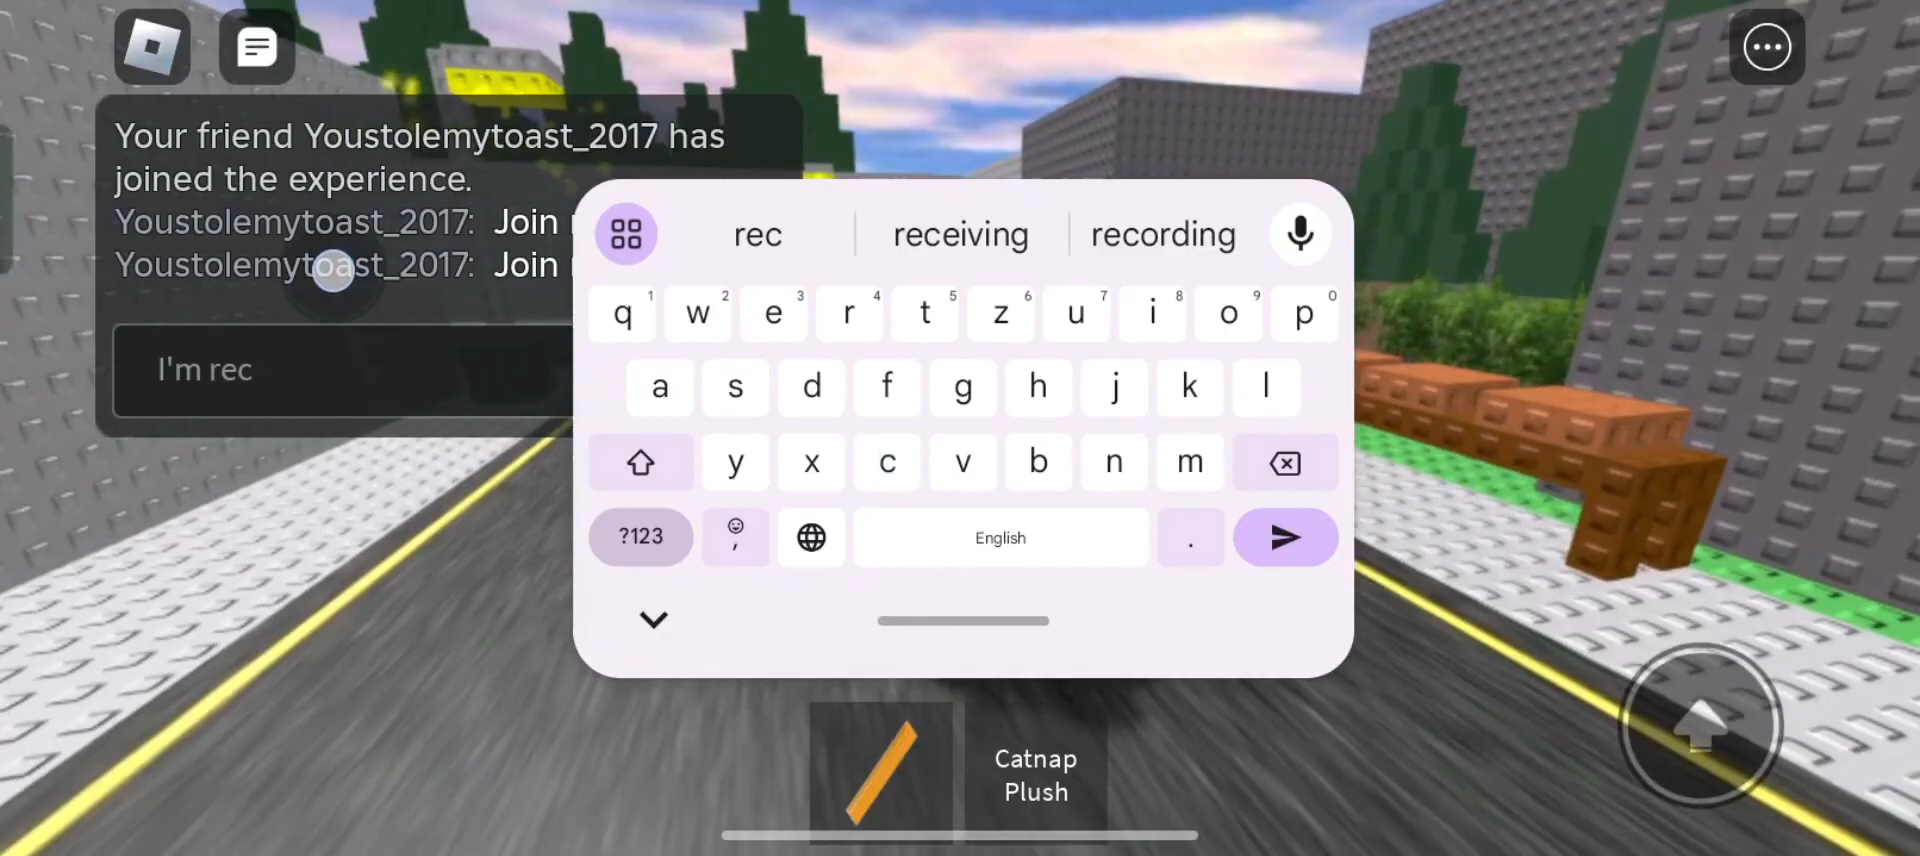 Your friend Youstolemytoast_2017 has
joined the experience.
Youstolemytoast_2017: Join
Youstolemytoast_2017: Join
I'm rec
rec receiving recording
q 1 w 2 e 3 r 4 t 5 z 6 u 7 i 8 o 9 p 0
a s d f g h j k l
y x c v b n m
?123 , English .
Catnap
Plush